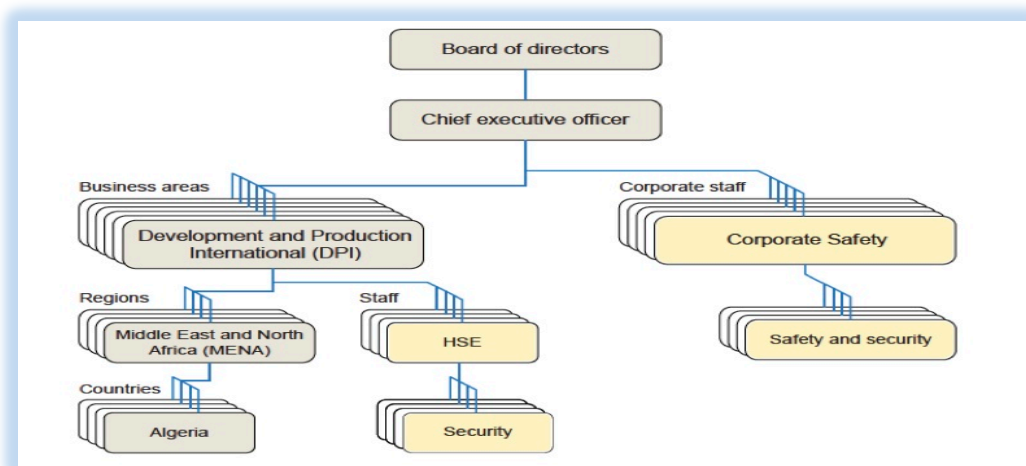 Board of directors
Chief executive officer
Business areas
Corporate staff
Development and Production
International (DPI)
Corporate Safety
Regions
Staff
Middle East and North
Africa (MENA)
HSE
Safety and security
Countries
Algeria
Security